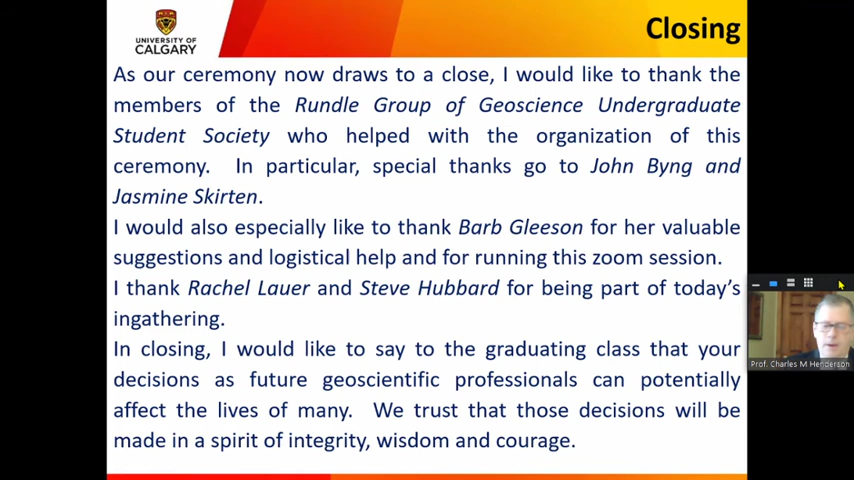 UNIVERSITY OF
CALGARY
Closing
As our ceremony now draws to a close, I would like to thank the
members of the Rundle Group of Geoscience Undergraduate
Student Society who helped with the organization of this
ceremony. In particular, special thanks go to John Byng and
Jasmine Skirten.
I would also especially like to thank Barb Gleeson for her valuable
suggestions and logistical help and for running this zoom session.
I thank Rachel Lauer and Steve Hubbard for being part of today's
ingathering.
In closing, I would like to say to the graduating class that your
decisions as future geoscientific professionals can potentially
affect the lives of many. We trust that those decisions will be
made in a spirit of integrity, wisdom and courage.
Prof. Charles M Henderson